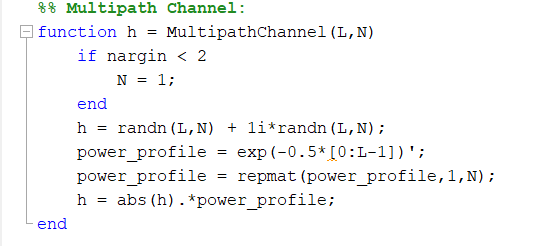 %% Multipath Channel:
function h = MultipathChannel(L,N)
if nargin < 2
N = 1;
end
h = randn(L,N) + 1i*randn(L,N);
power_profile = exp(-0.5*[0:L-1])';
power_profile = repmat(power_profile,1,N);
h = abs(h).*power_profile;
end